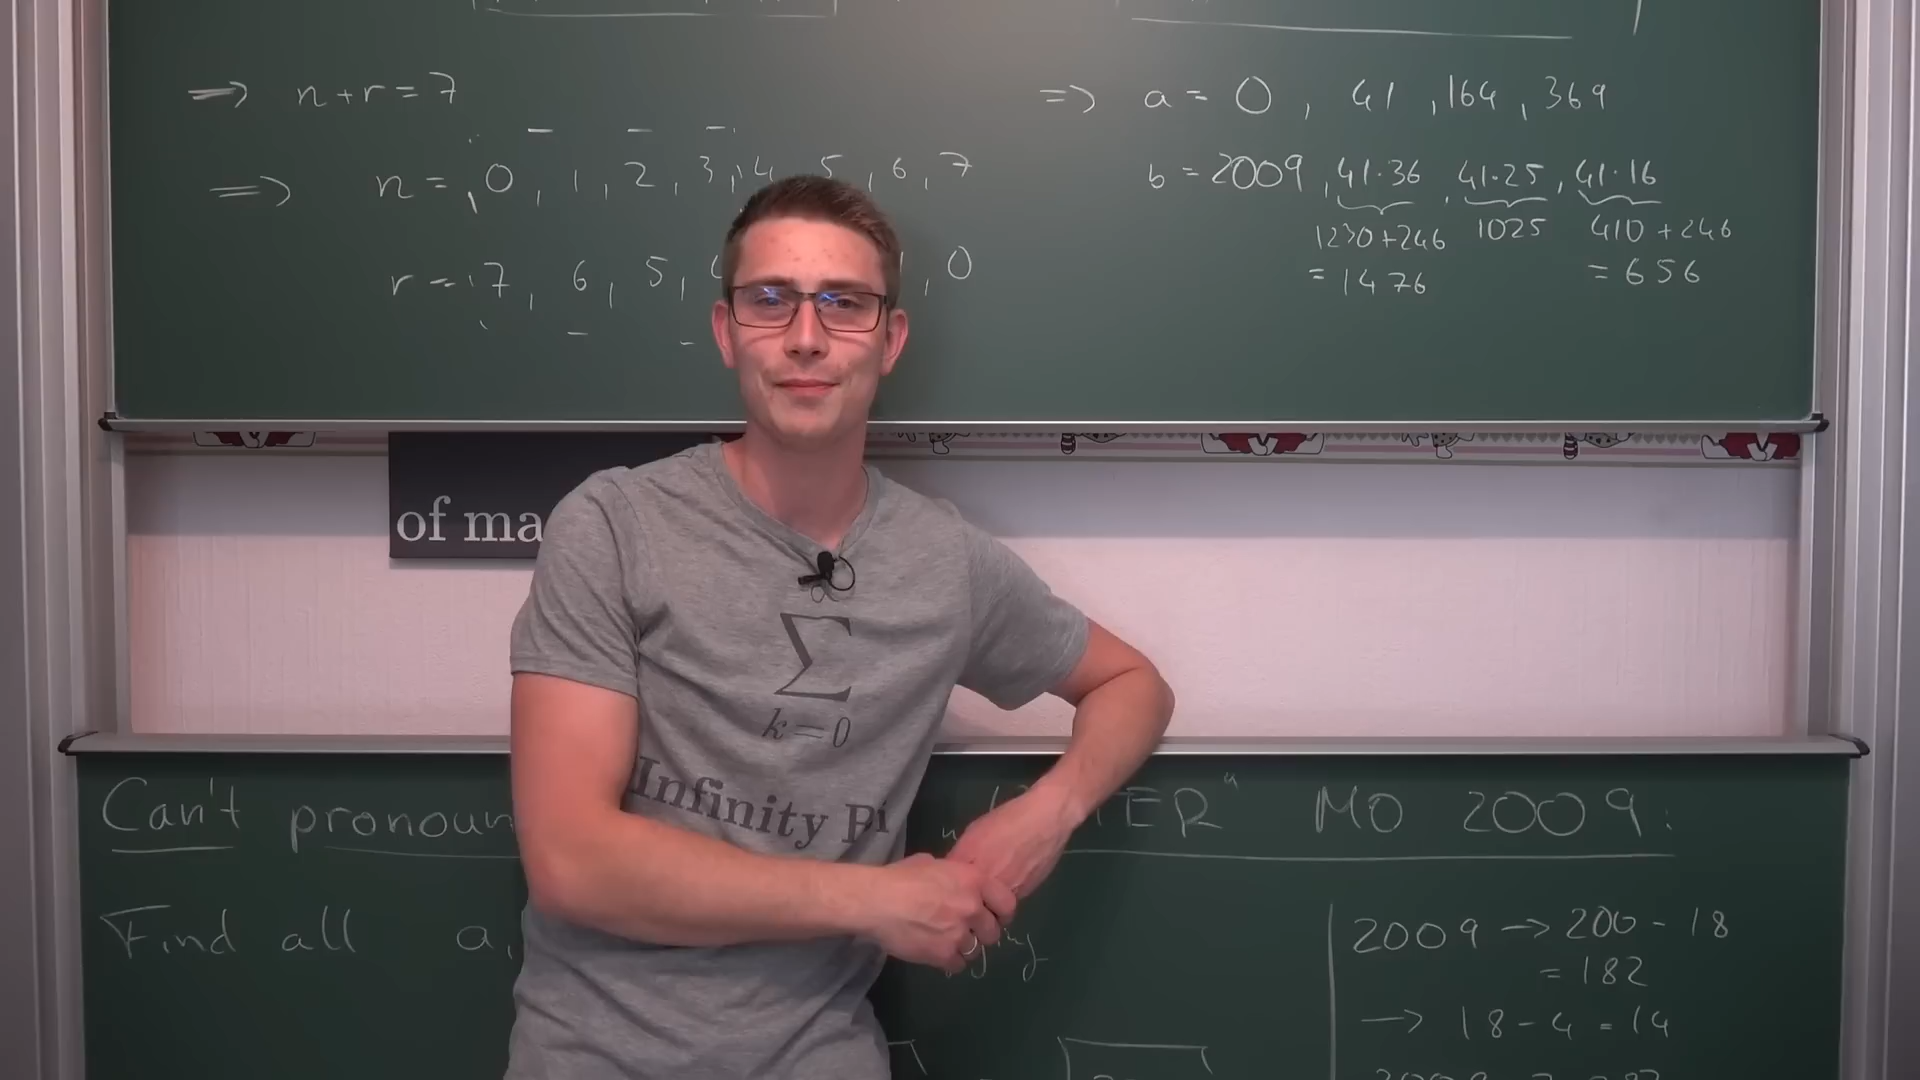 ⇒ n+r = 7
⇒ n = 0, 1, 2, 3, 4, 5, 6, 7
r = 7, 6, 5, 0
⇒ a = 0, 41, 164, 369
b = 2009, 41·36, 41·25, 41·16
1230+246 1025 410+246
= 1476 = 656
of ma
∞
Σ
k=0
Infinity Pi
Can't pronoun TER" MO 2009:
Find all a,
2009 → 200 - 18
= 182
→ 18 - 4 = 14